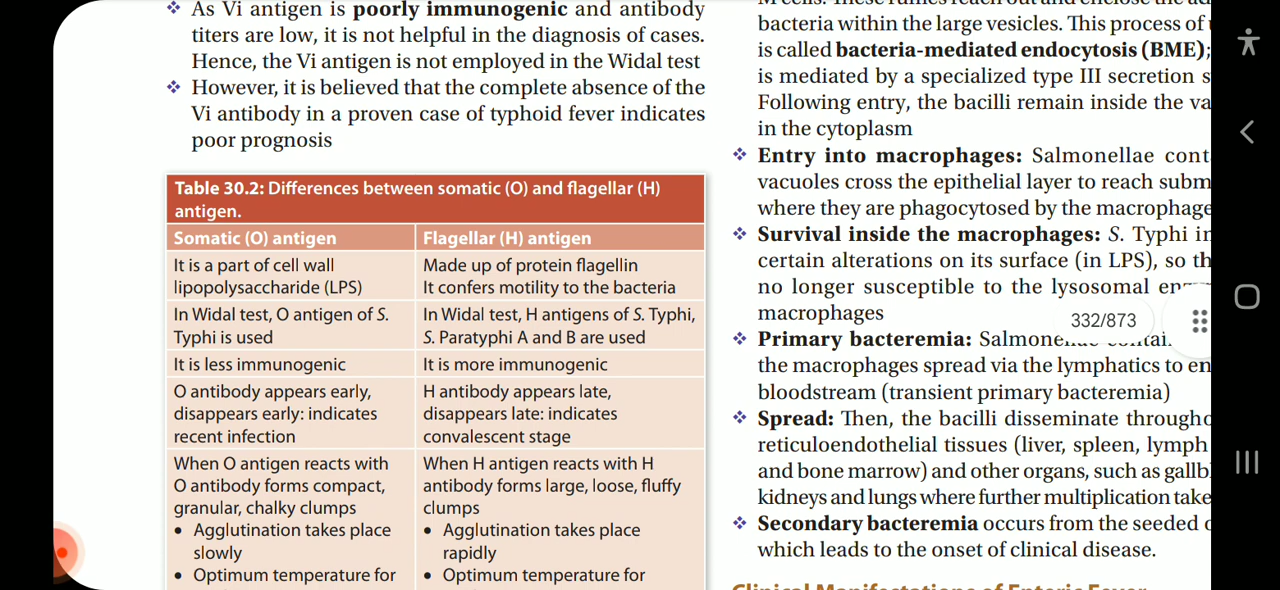 ❖ As Vi antigen is poorly immunogenic and antibody
titers are low, it is not helpful in the diagnosis of cases.
Hence, the Vi antigen is not employed in the Widal test
❖ However, it is believed that the complete absence of the
Vi antibody in a proven case of typhoid fever indicates
poor prognosis
Table 30.2: Differences between somatic (O) and flagellar (H)
antigen.
Somatic (O) antigen
Flagellar (H) antigen
It is a part of cell wall
lipopolysaccharide (LPS)
Made up of protein flagellin
It confers motility to the bacteria
In Widal test, O antigen of S.
Typhi is used
In Widal test, H antigens of S. Typhi,
S. Paratyphi A and B are used
It is less immunogenic
It is more immunogenic
O antibody appears early,
disappears early: indicates
recent infection
H antibody appears late,
disappears late: indicates
convalescent stage
When O antigen reacts with
O antibody forms compact,
granular, chalky clumps
• Agglutination takes place
slowly
• Optimum temperature for
When H antigen reacts with H
antibody forms large, loose, fluffy
clumps
• Agglutination takes place
rapidly
• Optimum temperature for
bacteria within the large vesicles. This process of
is called bacteria-mediated endocytosis (BME);
is mediated by a specialized type III secretion s
Following entry, the bacilli remain inside the va
in the cytoplasm
❖ Entry into macrophages: Salmonellae cont
vacuoles cross the epithelial layer to reach subm
where they are phagocytosed by the macrophage
❖ Survival inside the macrophages: S. Typhi in
certain alterations on its surface (in LPS), so th
no longer susceptible to the lysosomal
macrophages
332/873
❖ Primary bacteremia:
the macrophages spread via the lymphatics to en
bloodstream (transient primary bacteremia)
❖ Spread: Then, the bacilli disseminate througho
reticuloendothelial tissues (liver, spleen, lymph
and bone marrow) and other organs, such as gallbl
kidneys and lungs where further multiplication take
❖ Secondary bacteremia occurs from the seeded
which leads to the onset of clinical disease.
Clinical Manifestations of Enteric Fever